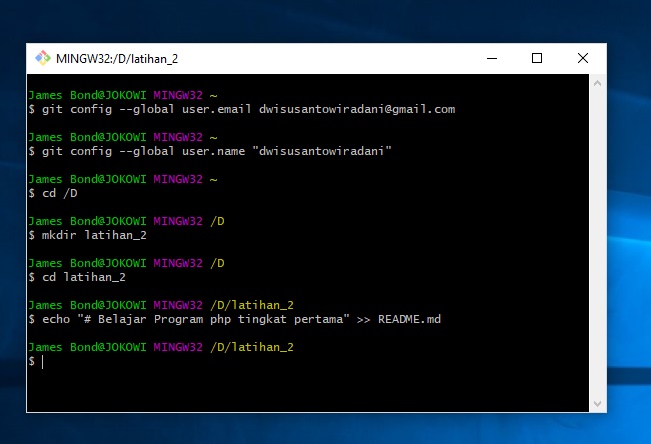 MINGW32:/D/latihan_2
James Bond@JOKOWI MINGW32 ~
$ git config --global user.email dwisusantowiradani@gmail.com
James Bond@JOKOWI MINGW32 ~
$ git config --global user.name "dwisusantowiradani"
James Bond@JOKOWI MINGW32 ~
$ cd /D
James Bond@JOKOWI MINGW32 /D
$ mkdir latihan_2
James Bond@JOKOWI MINGW32 /D
$ cd latihan_2
James Bond@JOKOWI MINGW32 /D/latihan_2
$ echo "# Belajar Program php tingkat pertama" >> README.md
James Bond@JOKOWI MINGW32 /D/latihan_2
$